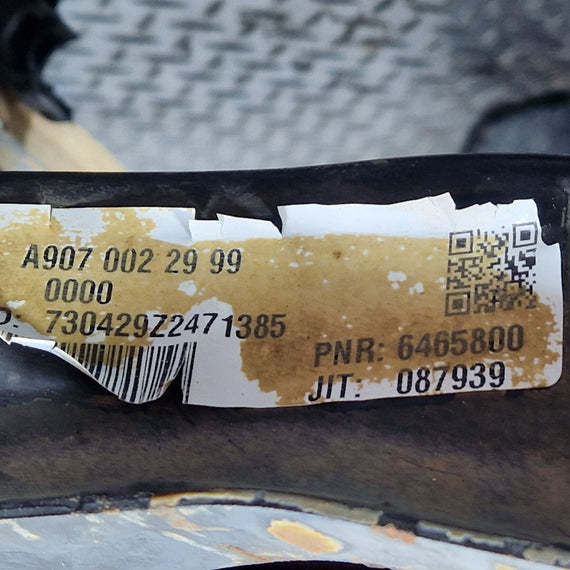 A907 002 29 99
0000
: 730429Z2471385
PNR: 6465800
JIT: 087939